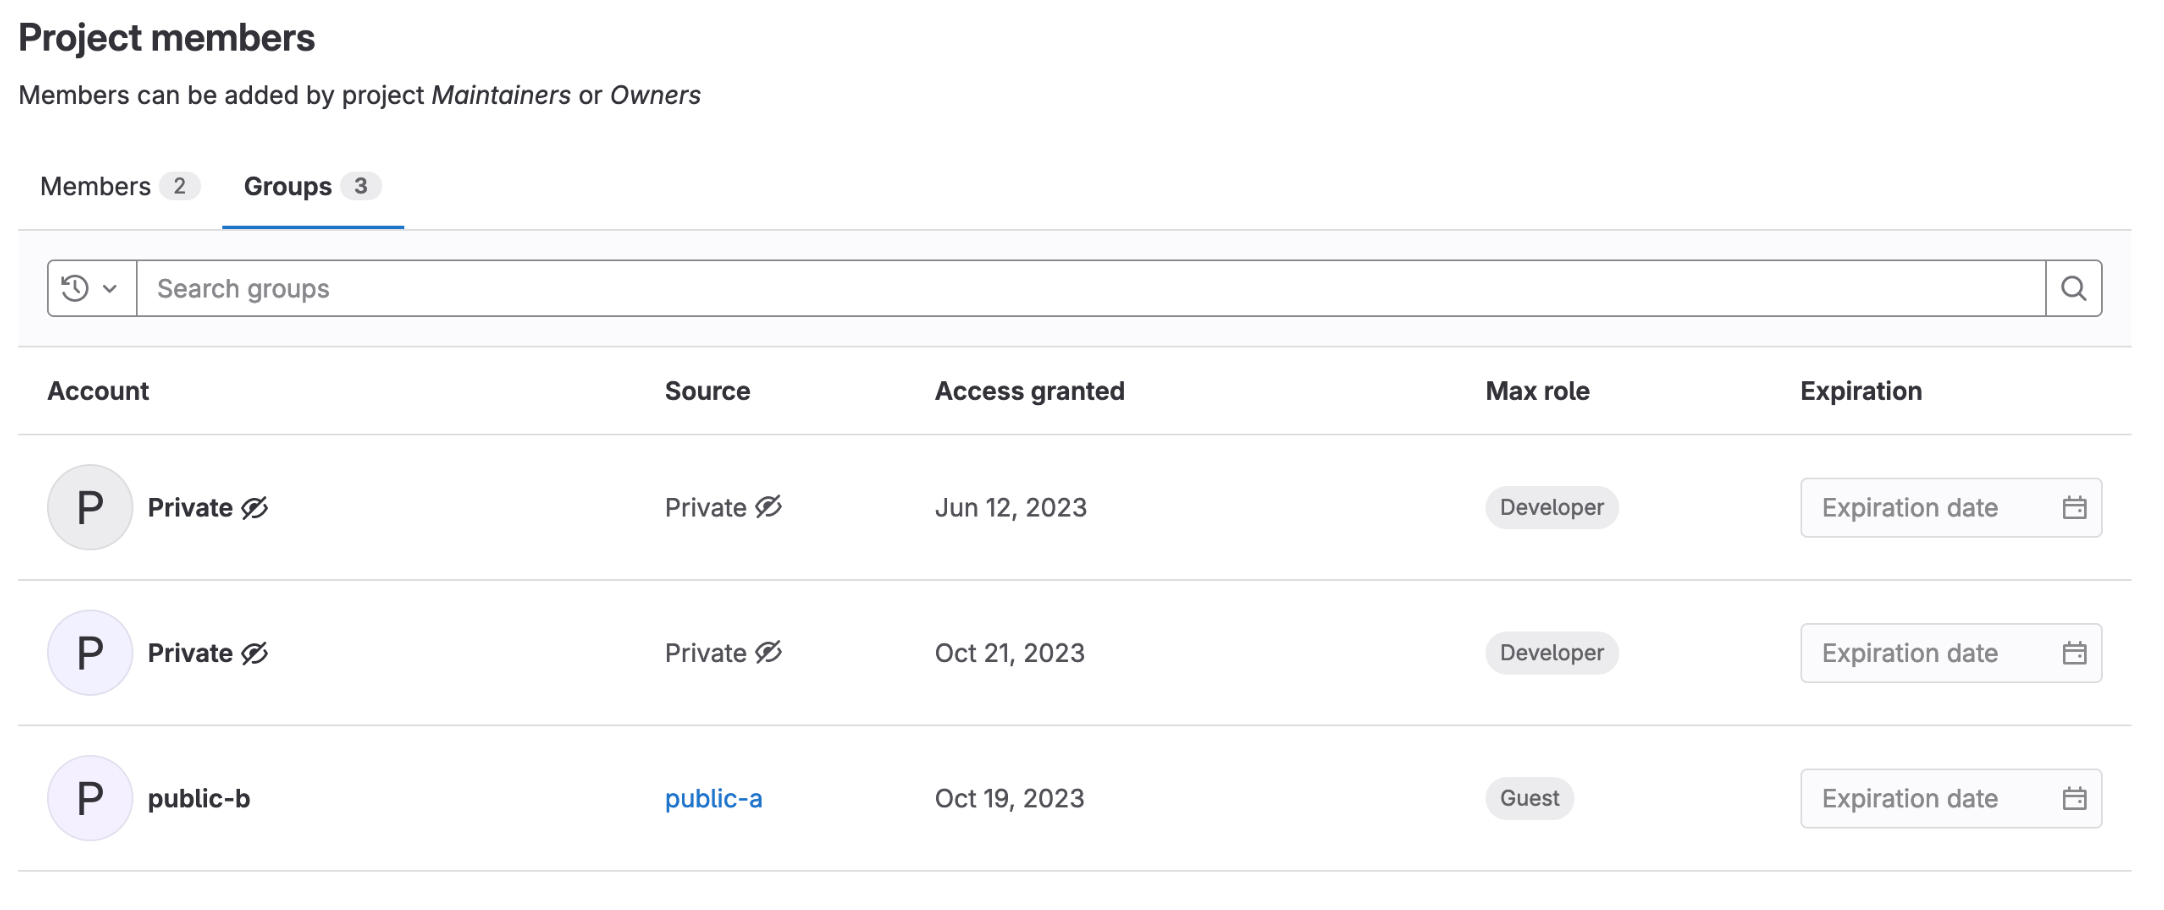 Project members
Members can be added by project Maintainers or Owners
Members 2 Groups 3
Search groups
Account Source Access granted Max role Expiration
P Private Private Jun 12, 2023 Developer Expiration date
P Private Private Oct 21, 2023 Developer Expiration date
P public-b public-a Oct 19, 2023 Guest Expiration date